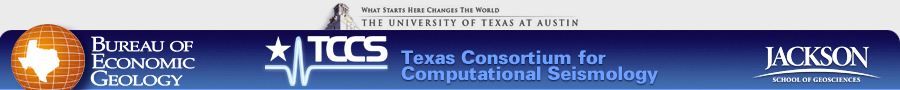 WHAT STARTS HERE CHANGES THE WORLD
THE UNIVERSITY OF TEXAS AT AUSTIN
BUREAU OF
ECONOMIC
GEOLOGY
TCCS
Texas Consortium for
Computational Seismology
JACKSON
SCHOOL OF GEOSCIENCES